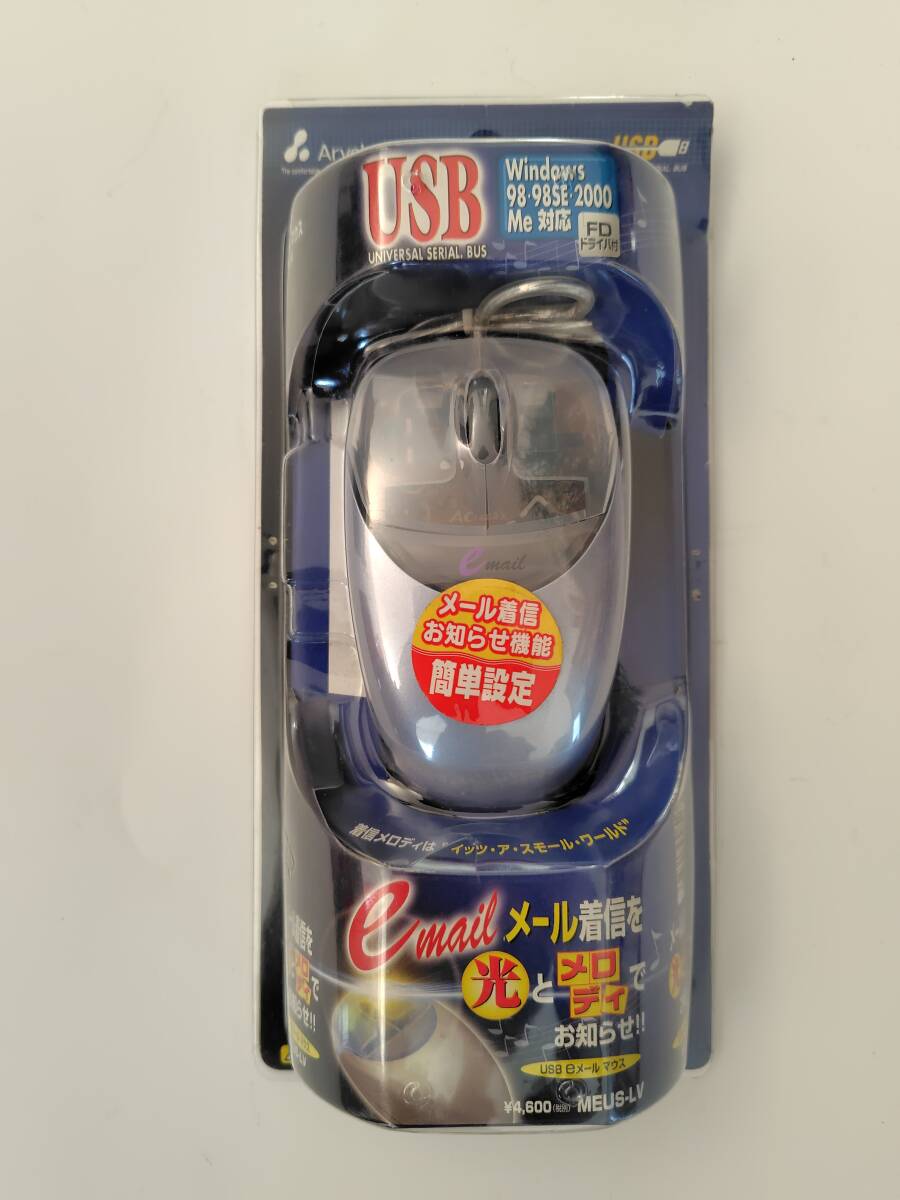 USB
USB
UNIVERSAL SERIAL. BUS
Windows
98・98SE・2000
Me 対応
FD
ドライバ付
email
メール着信
お知らせ機能
簡単設定
着信メロディは "イッツ・ア・スモール・ワールド"
email メール着信を
光とメロディで
お知らせ!!
USB eメール マウス
¥4,600(税別) MEUS-LV